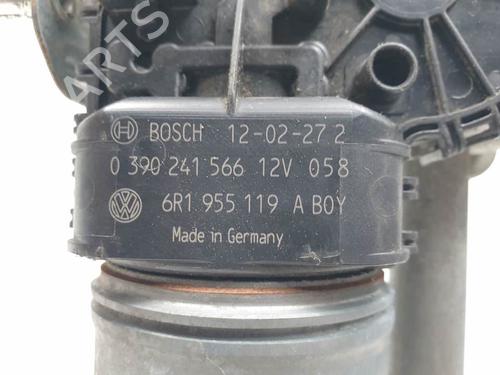 ARTS
BOSCH 12-02-27 2
0 390 241 566 12V 058
6R1 955 119 A BOY
Made in Germany